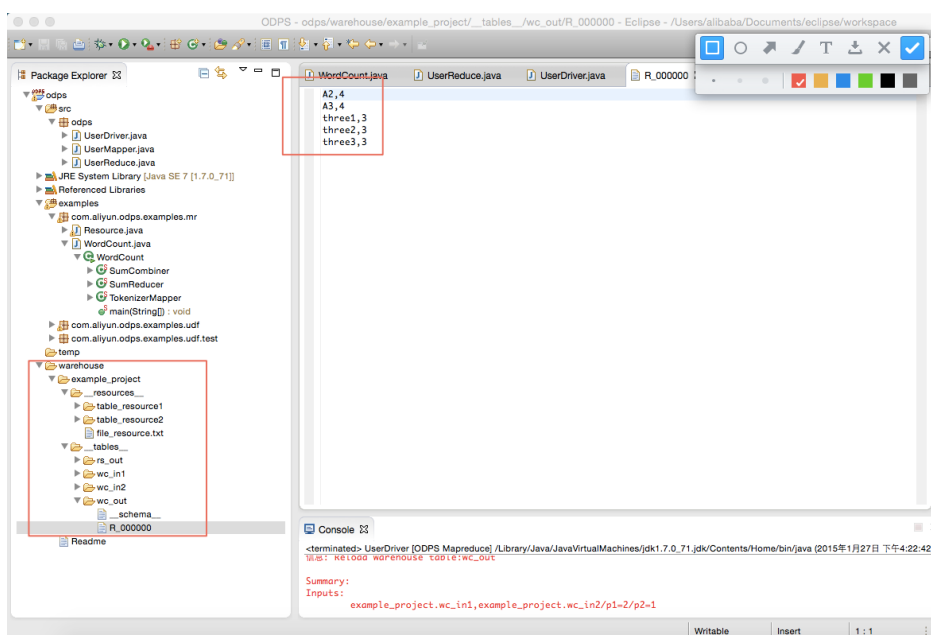 ODPS - odps/warehouse/example_project/__tables__/wc_out/R_000000 - Eclipse - /Users/alibaba/Documents/eclipse/workspace
T
Package Explorer
WordCount.java
UserReduce.java
UserDriver.java
R_000000
odps
src
odps
UserDriver.java
UserMapper.java
UserReduce.java
JRE System Library [Java SE 7 [1.7.0_71]]
Referenced Libraries
examples
com.aliyun.odps.examples.mr
Resource.java
WordCount.java
WordCount
SumCombiner
SumReducer
TokenizerMapper
main(String[]) : void
com.aliyun.odps.examples.udf
com.aliyun.odps.examples.udf.test
temp
warehouse
example_project
__resources__
table_resource1
table_resource2
file_resource.txt
__tables__
rs_out
wc_in1
wc_in2
wc_out
__schema__
R_000000
Readme
A2,4
A3,4
three1,3
three2,3
three3,3
Console
<terminated> UserDriver [ODPS Mapreduce] /Library/Java/JavaVirtualMachines/jdk1.7.0_71.jdk/Contents/Home/bin/java (2015年1月27日 下午4:22:42
信息: Reload warehouse table:wc_out
Summary:
Inputs:
example_project.wc_in1,example_project.wc_in2/p1=2/p2=1
Writable
Insert
1 : 1